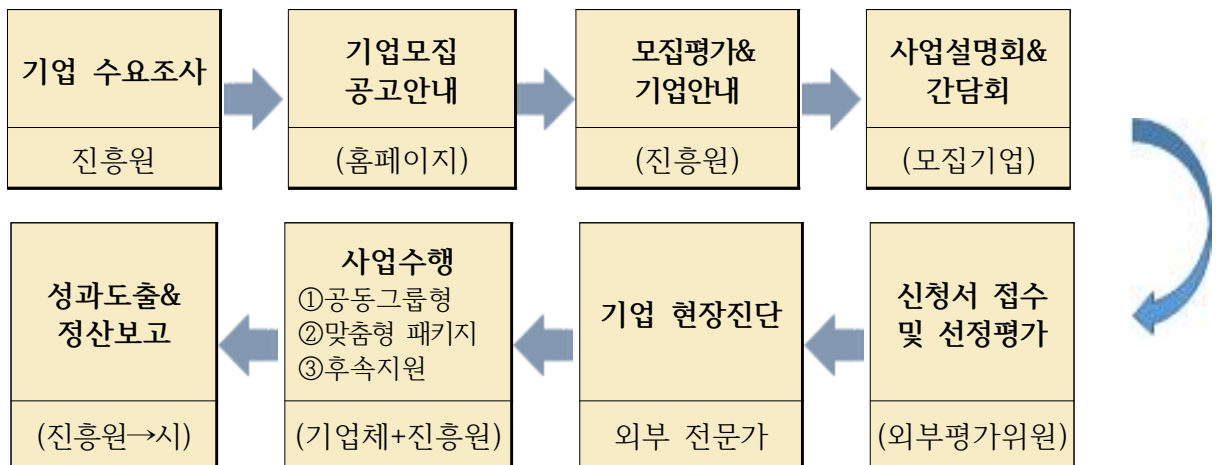 기업 수요조사
진흥원
기업모집
공고안내
(홈페이지)
모집평가&
기업안내
(진흥원)
사업설명회&
간담회
(모집기업)
신청서 접수
및 선정평가
(외부평가위원)
기업 현장진단
외부 전문가
사업수행
①공동그룹형
②맞춤형 패키지
③후속지원
(기업체+진흥원)
성과도출&
정산보고
(진흥원→시)